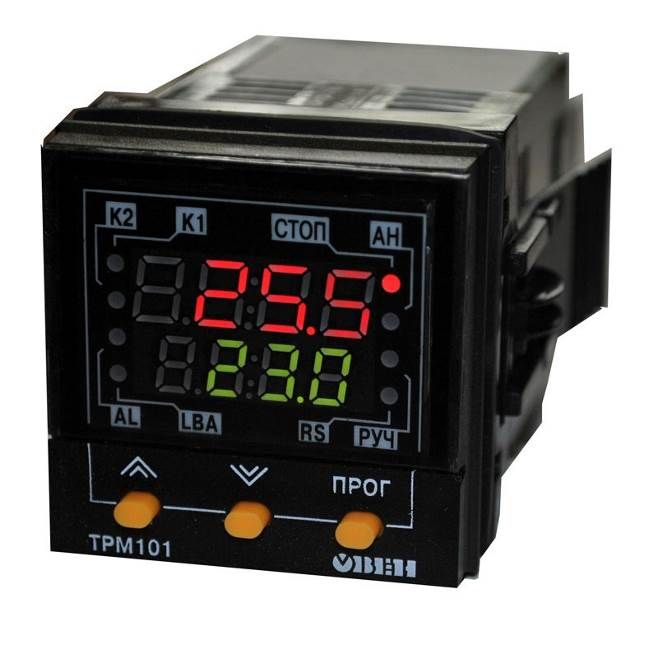 К2 К1 СТОП АН
25.5
23.0
AL LBA RS РУЧ
ПРОГ
ТРМ101 ОВЕН